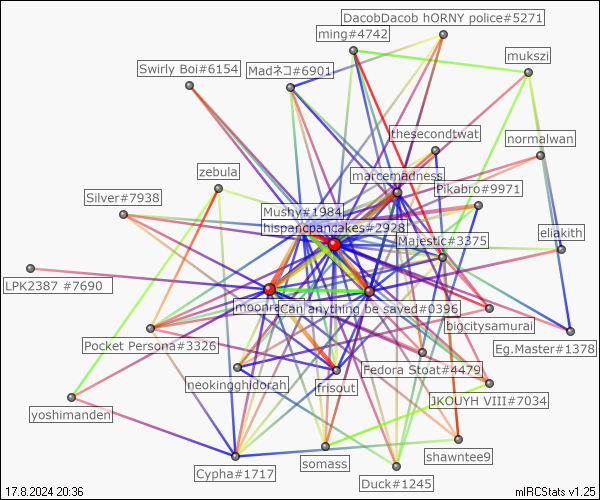 DacobDacob hORNY police#5271
ming#4742
mukszi
Swirly Boi#6154
Madネコ#6901
thesecondtwat
normalwan
zebula
marcemadness
Pikabro#9971
Silver#7938
Mushy#1984
hispancpancakes#2928
Majestic#3375
eliakith
LPK2387 #7690
Can anything be saved#0396
bigcitysamurai
Pocket Persona#3326
Eg.Master#1378
Fedora Stoat#4479
neokingghidorah
frisout
JKOUYH VIII#7034
yoshimanden
somass
shawntee9
Cypha#1717
Duck#1245
17.8.2024 20:36
mIRCStats v1.25